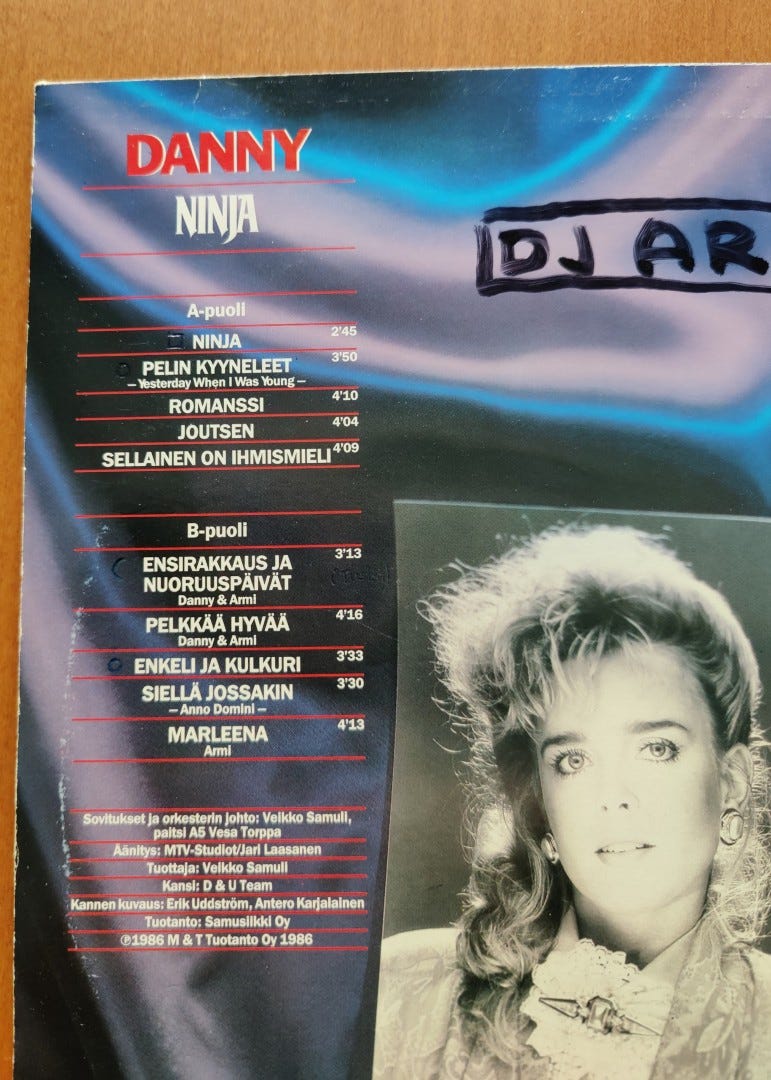 DANNY
NINJA
DJ AR
A-puoli
NINJA 2'45
PELIN KYYNELEET 3'50
– Yesterday When I Was Young –
ROMANSSI 4'10
JOUTSEN 4'04
SELLAINEN ON IHMISMIELI 4'09
B-puoli
ENSIRAKKAUS JA 3'13
NUORUUSPÄIVÄT
Danny & Armi
PELKKÄÄ HYVÄÄ 4'16
Danny & Armi
ENKELI JA KULKURI 3'33
SIELLÄ JOSSAKIN 3'30
– Anno Domini –
MARLEENA 4'13
Armi
Sovitukset ja orkesterin johto: Veikko Samuli,
paitsi A5 Vesa Torppa
Äänitys: MTV-Studiot/Jari Laasanen
Tuottaja: Veikko Samuli
Kansi: D & U Team
Kannen kuvaus: Erik Uddström, Antero Karjalainen
Tuotanto: Samusilkki Oy
℗1986 M & T Tuotanto Oy 1986